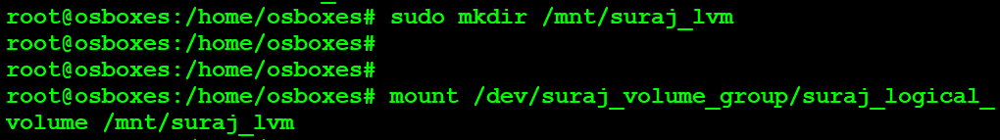 root@osboxes:/home/osboxes# sudo mkdir /mnt/suraj_lvm
root@osboxes:/home/osboxes#
root@osboxes:/home/osboxes#
root@osboxes:/home/osboxes# mount /dev/suraj_volume_group/suraj_logical_
volume /mnt/suraj_lvm